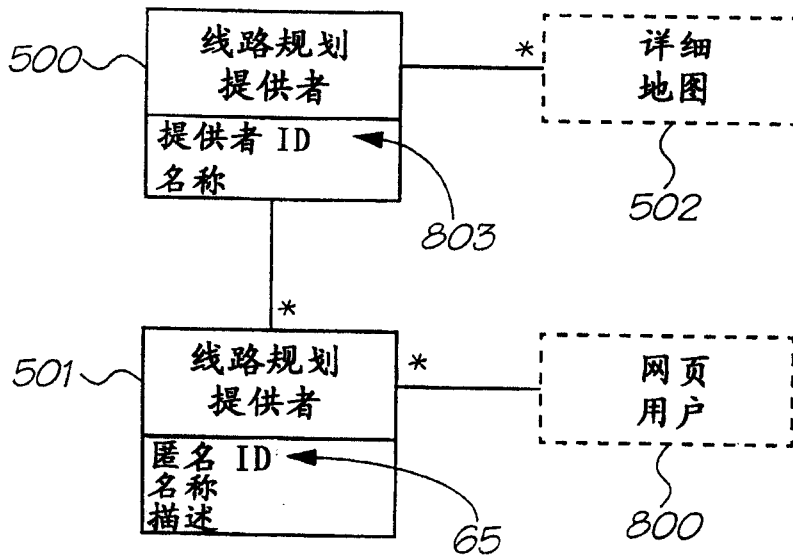 500
线路规划
提供者
*
详细
地图
提供者 ID
名称
803
502
*
501
线路规划
提供者
*
网页
用户
匿名 ID
名称
描述
65
800